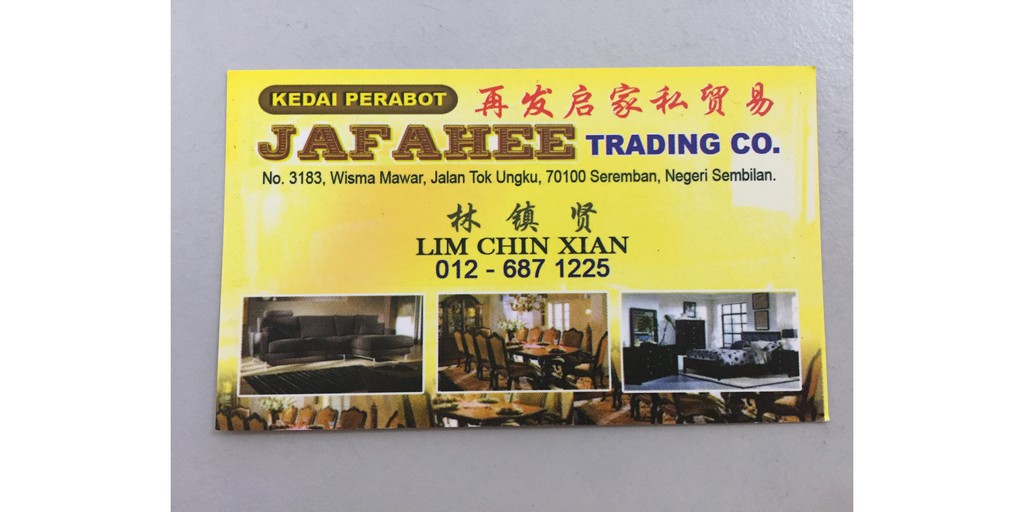 KEDAI PERABOT 再发启家私贸易
JAFAHEE TRADING CO.
No. 3183, Wisma Mawar, Jalan Tok Ungku, 70100 Seremban, Negeri Sembilan.
林镇贤
LIM CHIN XIAN
012 - 687 1225